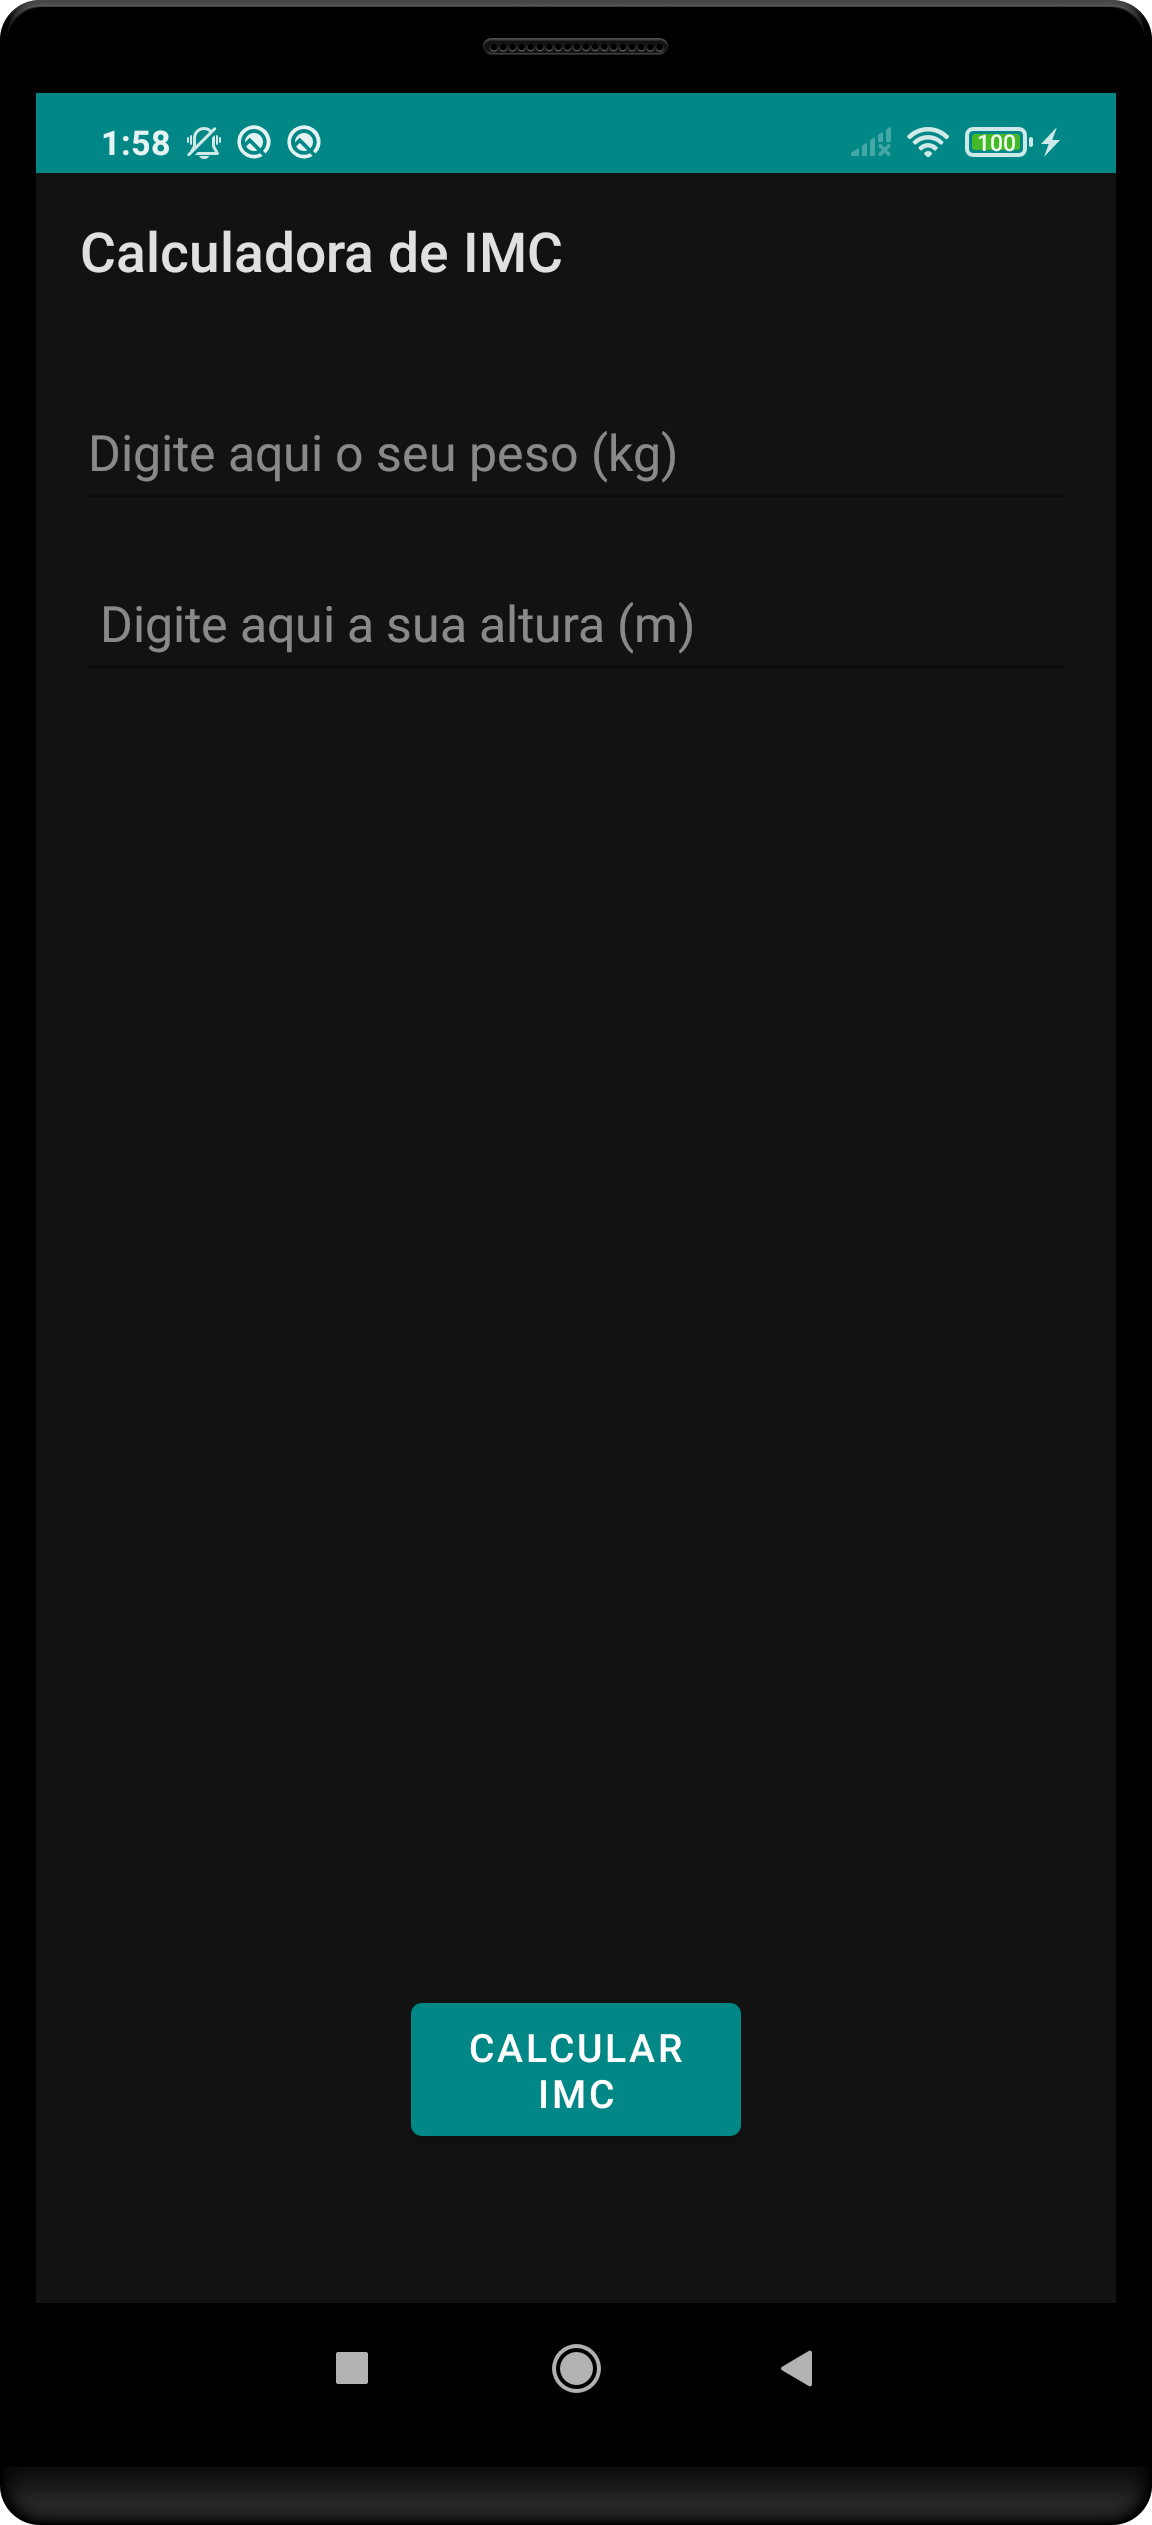 1:58
100
Calculadora de IMC
Digite aqui o seu peso (kg)
Digite aqui a sua altura (m)
CALCULAR
IMC